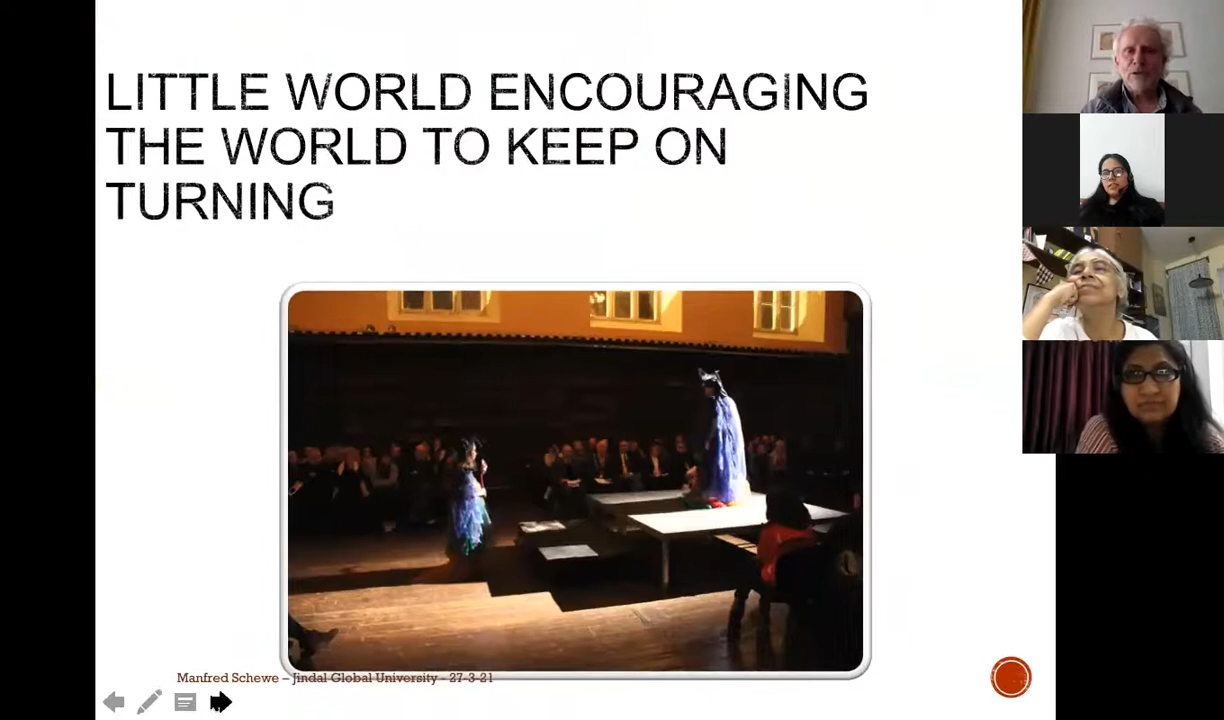 LITTLE WORLD ENCOURAGING
THE WORLD TO KEEP ON
TURNING
Manfred Schewe – Jindal Global University - 27-3-21